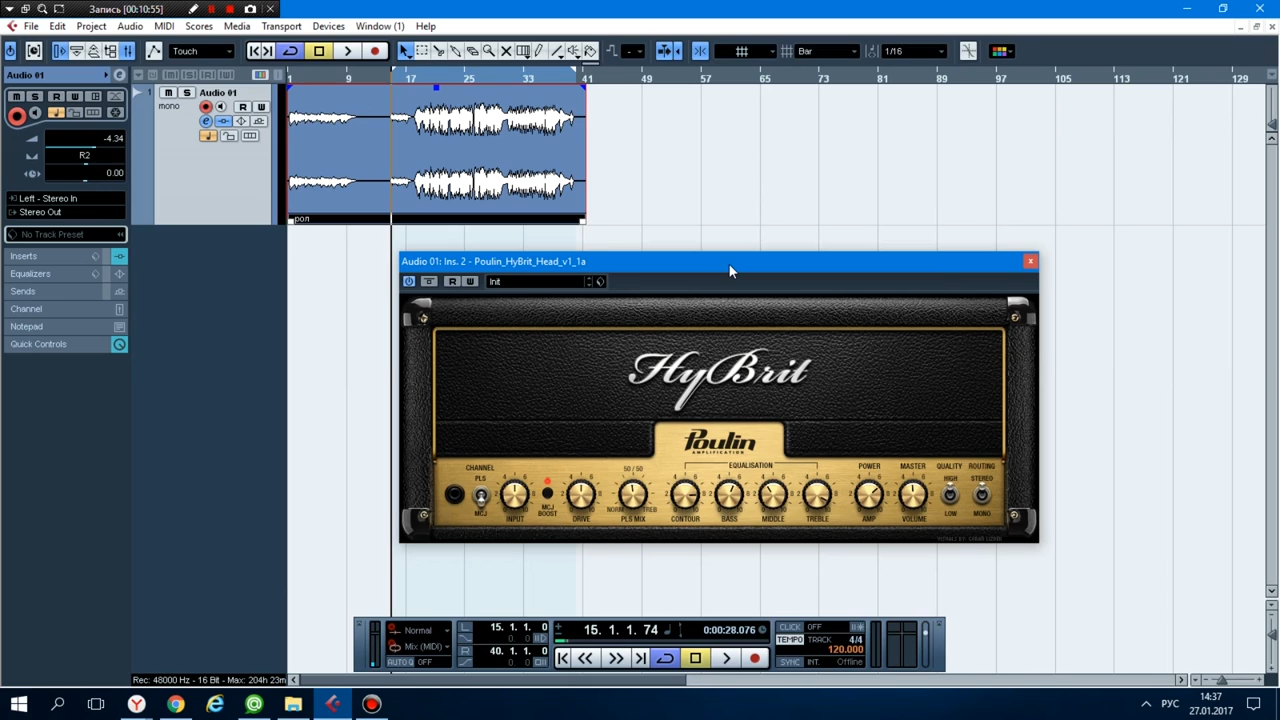 Запись [00:10:55]
File Edit Project Audio MIDI Scores Media Transport Devices Window (1) Help
Touch
Bar
1/16
Audio 01
1 9 17 25 33 41 49 57 65 73 81 89 97 105 113 121 129
1 M S Audio 01
mono
R W
M S R W
-4.34
R2
0.00
Left - Stereo In
Stereo Out
No Track Preset
Inserts
Equalizers
Sends
Channel
Notepad
Quick Controls
рол
Audio 01: Ins. 2 - Poulin_HyBrit_Head_v1_1a
R W Init
HyBrit
Poulin
AMPLIFICATION
CHANNEL
PLS
MCJ
INPUT
MCJ
BOOST
DRIVE
50 / 50
PLS MIX
EQUALISATION
CONTOUR
BASS
MIDDLE
TREBLE
POWER
AMP
MASTER
VOLUME
QUALITY
HIGH
LOW
ROUTING
STEREO
MONO
Normal
Mix (MIDI)
AUTO Q OFF
L 15. 1. 1. 0
0 0
R 40. 1. 1. 0
0 0
15. 1. 1. 74
0:00:28.076
CLICK OFF
TEMPO TRACK 4/4
120.000
SYNC INT. Offline
Rec: 48000 Hz - 16 Bit - Max: 204h 23m
РУС
14:37
27.01.2017